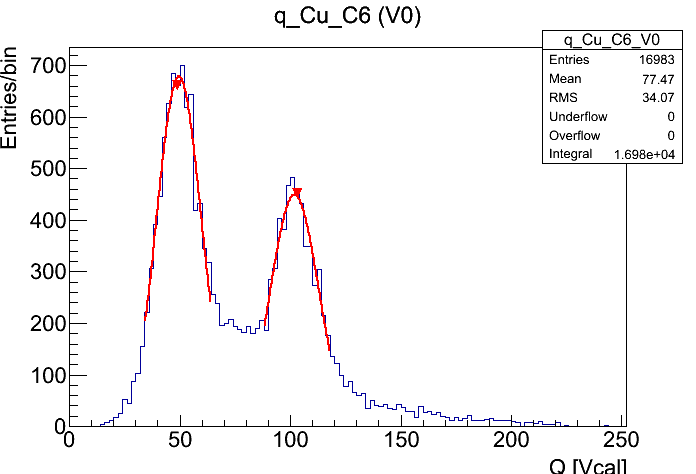 q_Cu_C6 (V0)
q_Cu_C6_V0
Entries 16983
Mean 77.47
RMS 34.07
Underflow 0
Overflow 0
Integral 1.698e+04
Entries/bin
700
600
500
400
300
200
100
0
0 50 100 150 200 250
Q [Vcal]